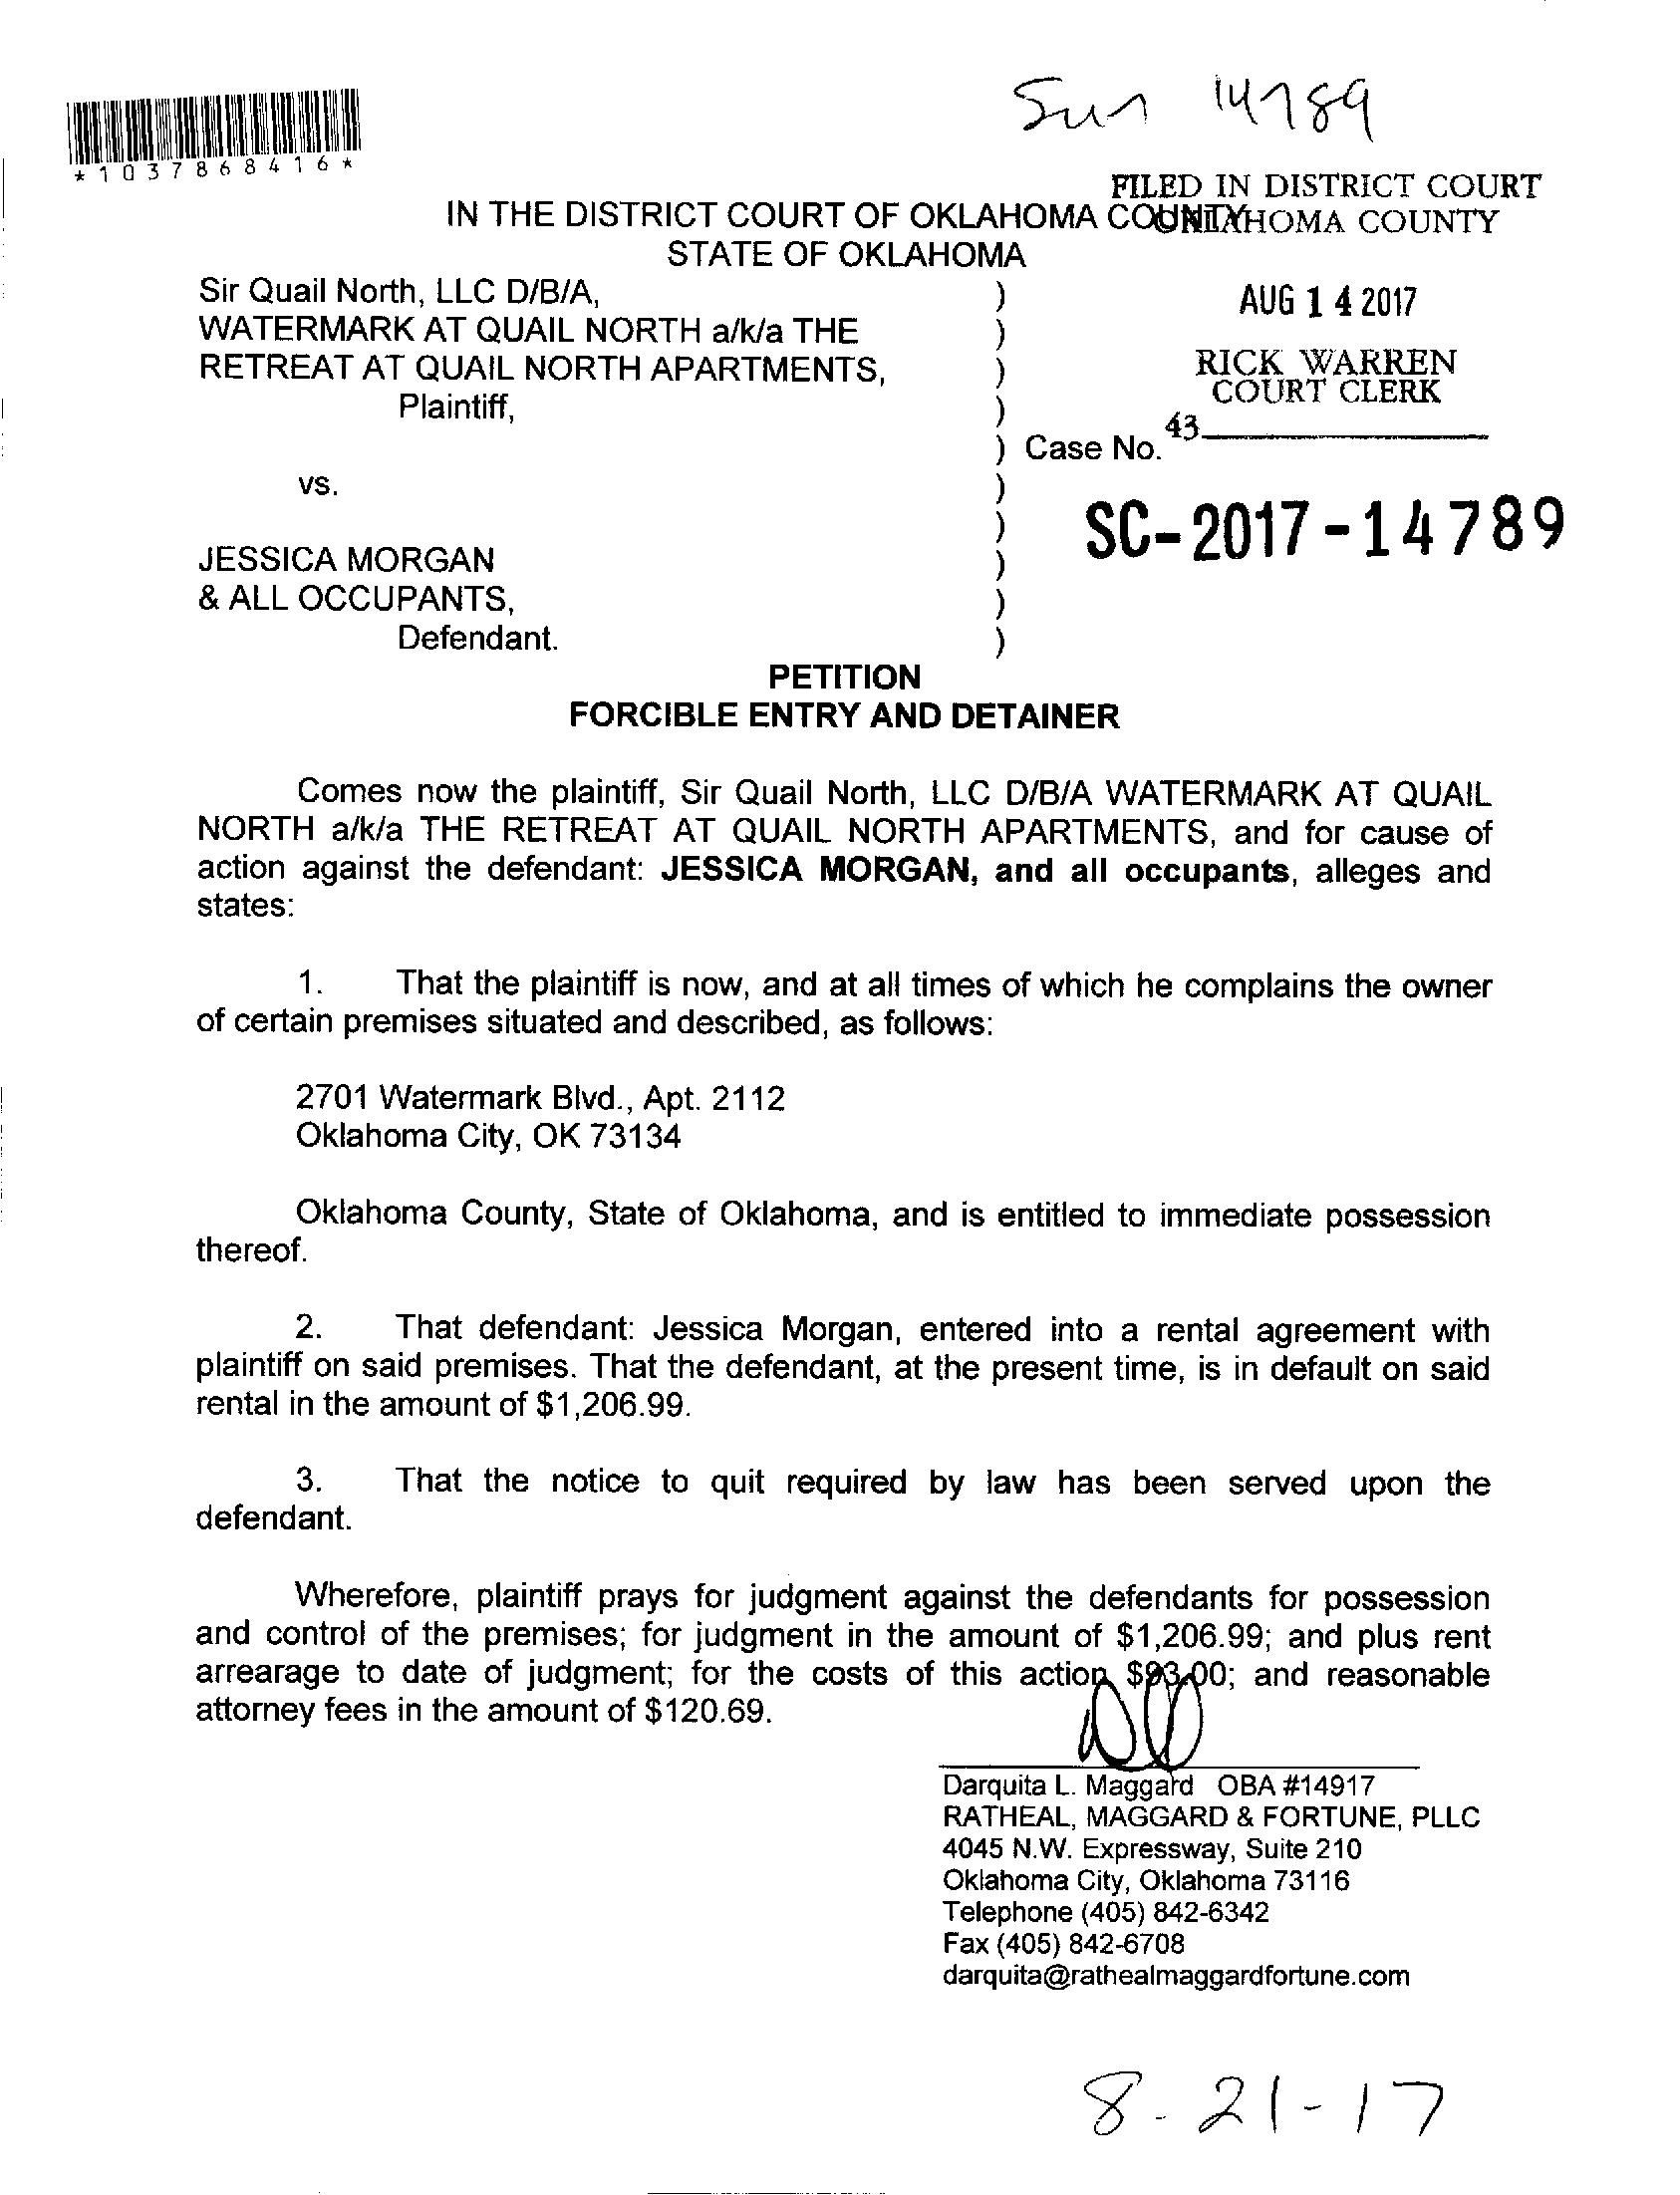 Sur 14789
*1037868416*
FILED IN DISTRICT COURT
IN THE DISTRICT COURT OF OKLAHOMA COUNTY
OKLAHOMA COUNTY
STATE OF OKLAHOMA
Sir Quail North, LLC D/B/A, )
AUG 14 2017
WATERMARK AT QUAIL NORTH a/k/a THE )
RETREAT AT QUAIL NORTH APARTMENTS, )
RICK WARREN
COURT CLERK
Plaintiff, )
) Case No. 43
vs. )
SC-2017-14789
)
JESSICA MORGAN )
& ALL OCCUPANTS, )
Defendant. )
PETITION
FORCIBLE ENTRY AND DETAINER
Comes now the plaintiff, Sir Quail North, LLC D/B/A WATERMARK AT QUAIL
NORTH a/k/a THE RETREAT AT QUAIL NORTH APARTMENTS, and for cause of
action against the defendant: JESSICA MORGAN, and all occupants, alleges and
states:
1. That the plaintiff is now, and at all times of which he complains the owner
of certain premises situated and described, as follows:
2701 Watermark Blvd., Apt. 2112
Oklahoma City, OK 73134
Oklahoma County, State of Oklahoma, and is entitled to immediate possession
thereof.
2. That defendant: Jessica Morgan, entered into a rental agreement with
plaintiff on said premises. That the defendant, at the present time, is in default on said
rental in the amount of $1,206.99.
3. That the notice to quit required by law has been served upon the
defendant.
Wherefore, plaintiff prays for judgment against the defendants for possession
and control of the premises; for judgment in the amount of $1,206.99; and plus rent
arrearage to date of judgment; for the costs of this action $93.00; and reasonable
attorney fees in the amount of $120.69.
Darquita L. Maggard OBA #14917
RATHEAL, MAGGARD & FORTUNE, PLLC
4045 N.W. Expressway, Suite 210
Oklahoma City, Oklahoma 73116
Telephone (405) 842-6342
Fax (405) 842-6708
darquita@rathealmaggardfortune.com
8-21-17